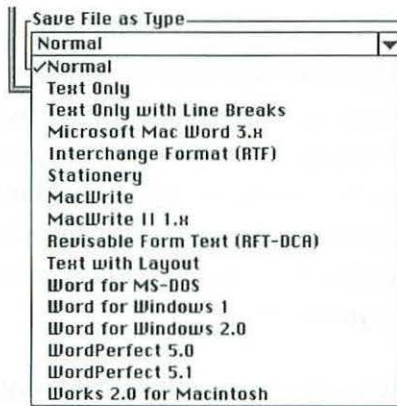 Save File as Type
Normal
✓Normal
Text Only
Text Only with Line Breaks
Microsoft Mac Word 3.x
Interchange Format (RTF)
Stationery
MacWrite
MacWrite II 1.x
Revisable Form Text (RFT-DCA)
Text with Layout
Word for MS-DOS
Word for Windows 1
Word for Windows 2.0
WordPerfect 5.0
WordPerfect 5.1
Works 2.0 for Macintosh